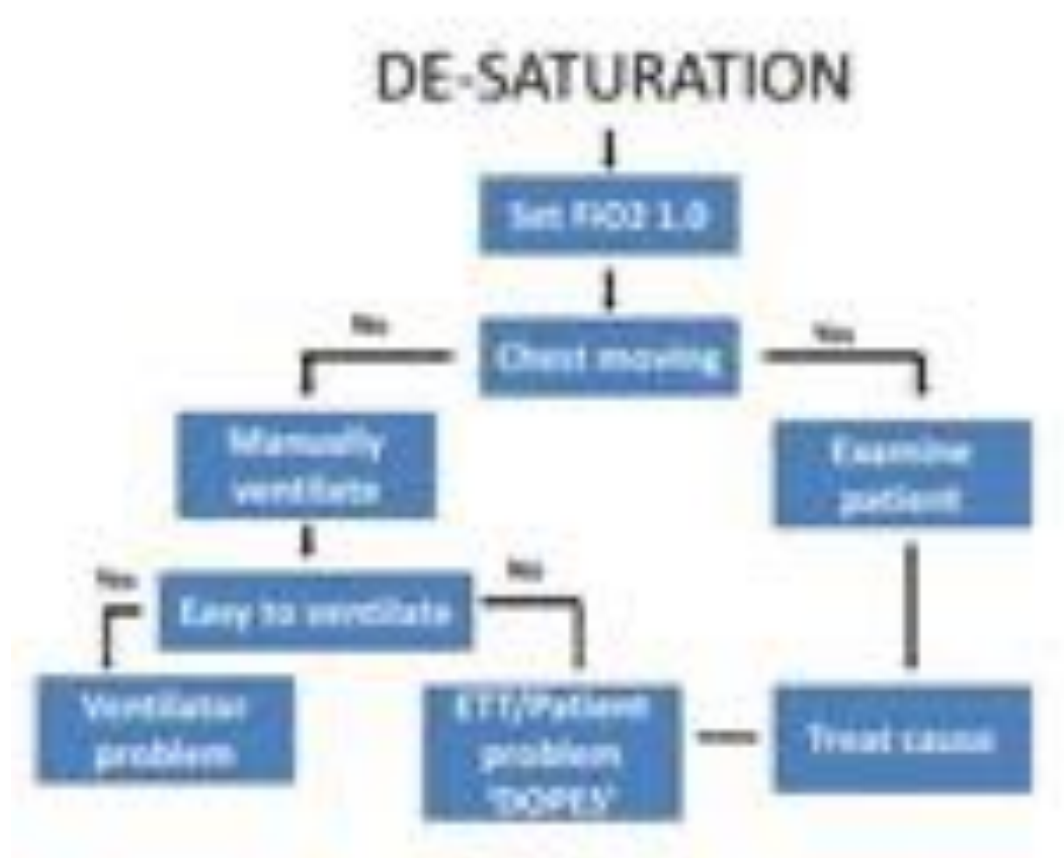 DE-SATURATION
Set FIO2 1.0
No
Chest moving
Yes
Manually
ventilate
Examine
patient
Yes
Easy to ventilate
No
Ventilator
problem
ETT/Patient
problem
'DOPES'
Treat cause